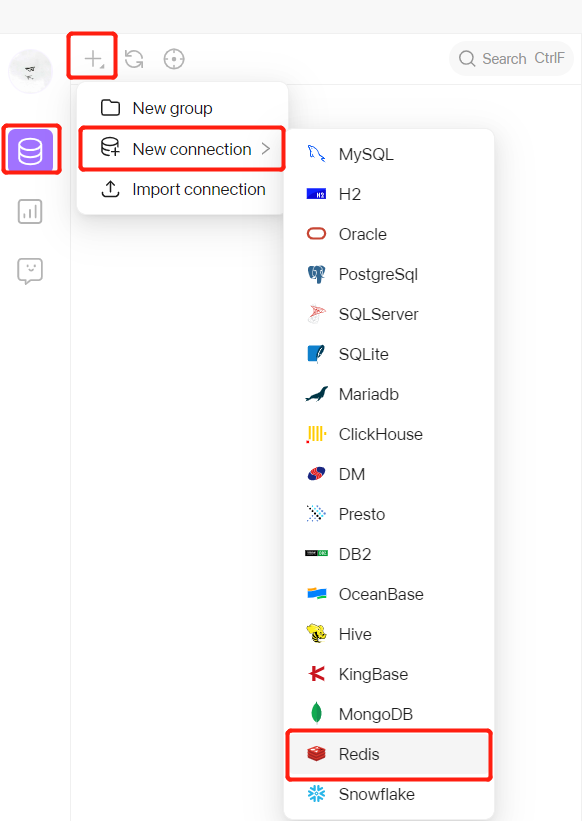 Search CtrlF
New group
New connection
Import connection
MySQL
H2
Oracle
PostgreSql
SQLServer
SQLite
Mariadb
ClickHouse
DM
Presto
DB2
OceanBase
Hive
KingBase
MongoDB
Redis
Snowflake